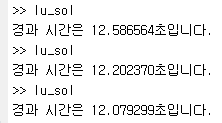 >> lu_sol
경과 시간은 12.586564초입니다.
>> lu_sol
경과 시간은 12.202370초입니다.
>> lu_sol
경과 시간은 12.079299초입니다.